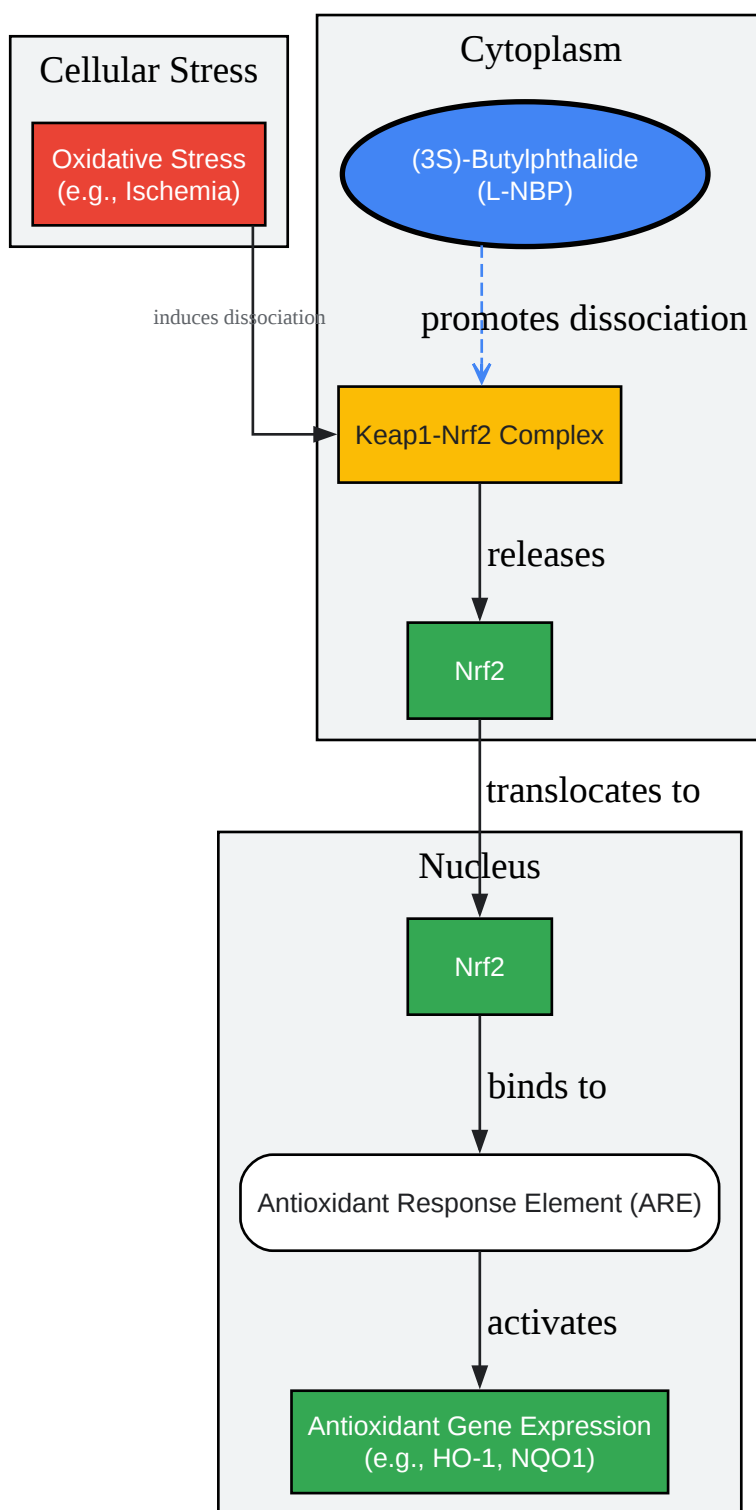 Cellular Stress
Oxidative Stress
(e.g., Ischemia)
Cytoplasm
(3S)-Butylphthalide
(L-NBP)
induces dissociation
promotes dissociation
Keap1-Nrf2 Complex
releases
Nrf2
translocates to
Nucleus
Nrf2
binds to
Antioxidant Response Element (ARE)
activates
Antioxidant Gene Expression
(e.g., HO-1, NQO1)